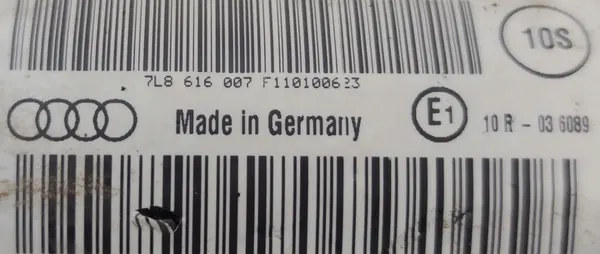 10S
7L8 616 007 F110100623
Made in Germany
E1
10 R - 03 6089